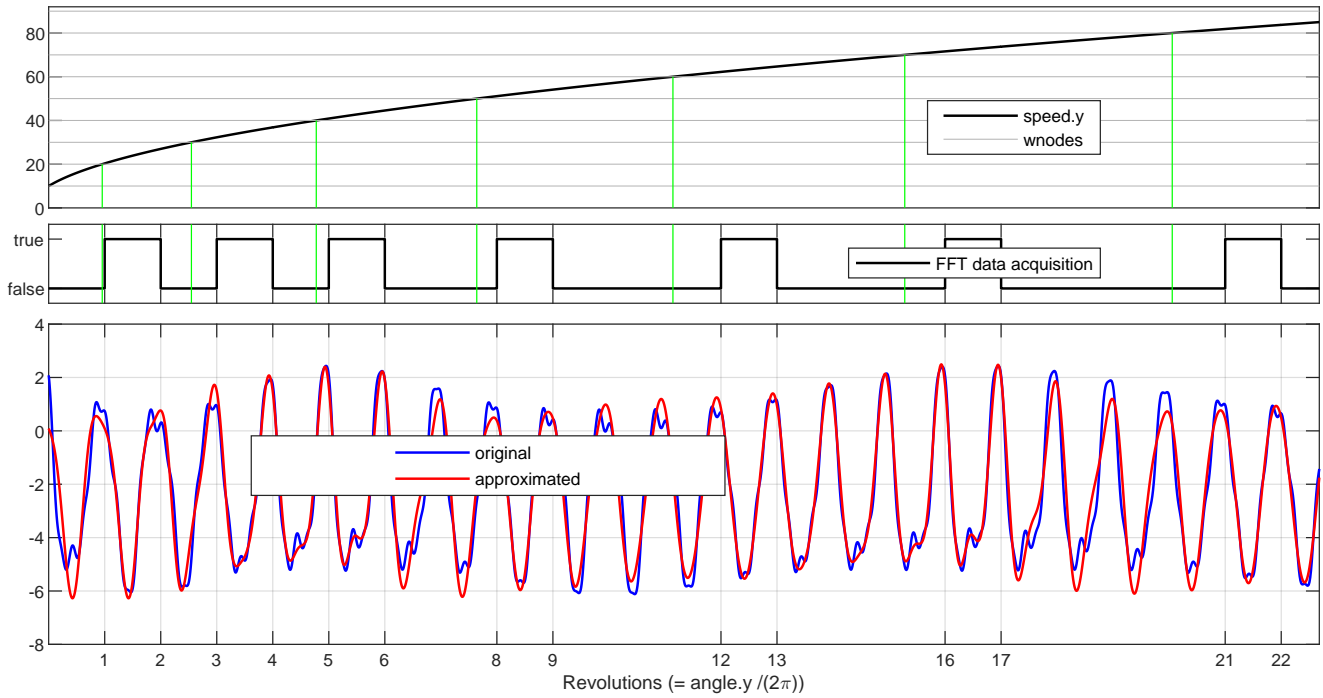 80
60
40
20
0
speed.y
wnodes
true
false
FFT data acquisition
4
2
0
-2
-4
-6
-8
original
approximated
1 2 3 4 5 6 8 9 12 13 16 17 21 22
Revolutions (= angle.y /(2π))